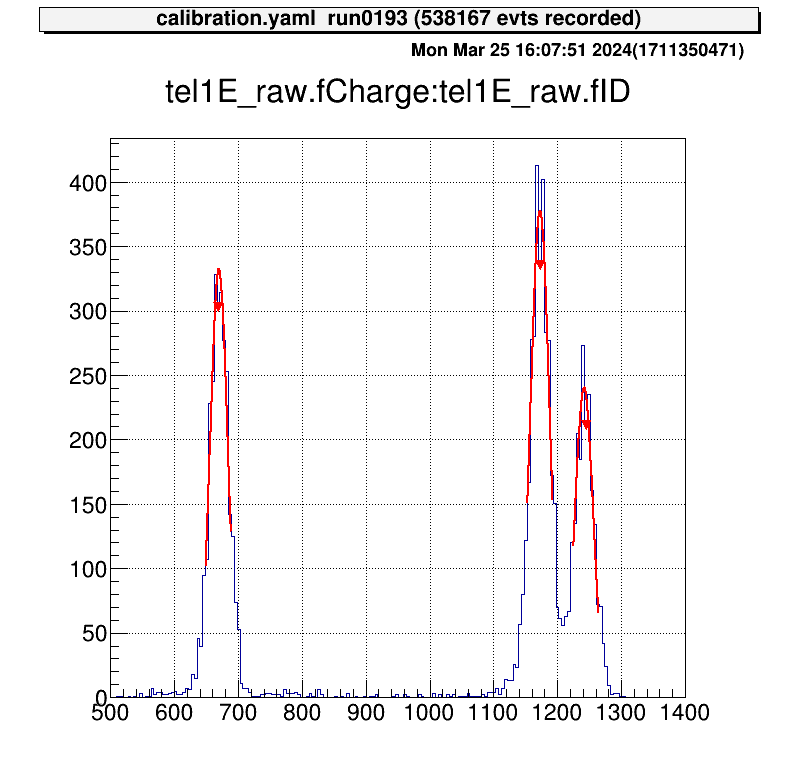 calibration.yaml run0193 (538167 evts recorded)
Mon Mar 25 16:07:51 2024(1711350471)
tel1E_raw.fCharge:tel1E_raw.fID
400
350
300
250
200
150
100
50
0
500 600 700 800 900 1000 1100 1200 1300 1400